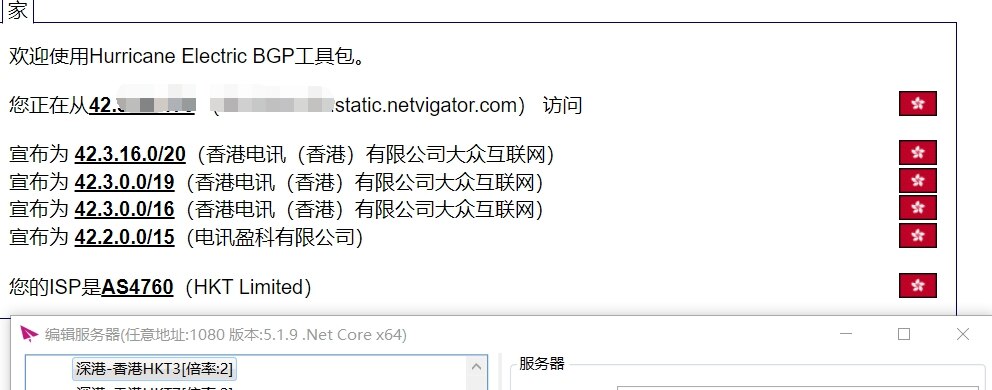 家
欢迎使用Hurricane Electric BGP工具包。
您正在从42. （ .static.netvigator.com） 访问
宣布为 42.3.16.0/20（香港电讯（香港）有限公司大众互联网）
宣布为 42.3.0.0/19（香港电讯（香港）有限公司大众互联网）
宣布为 42.3.0.0/16（香港电讯（香港）有限公司大众互联网）
宣布为 42.2.0.0/15（电讯盈科有限公司）
您的ISP是AS4760（HKT Limited）
编辑服务器(任意地址:1080 版本:5.1.9 .Net Core x64)
深港-香港HKT3[倍率:2]
服务器